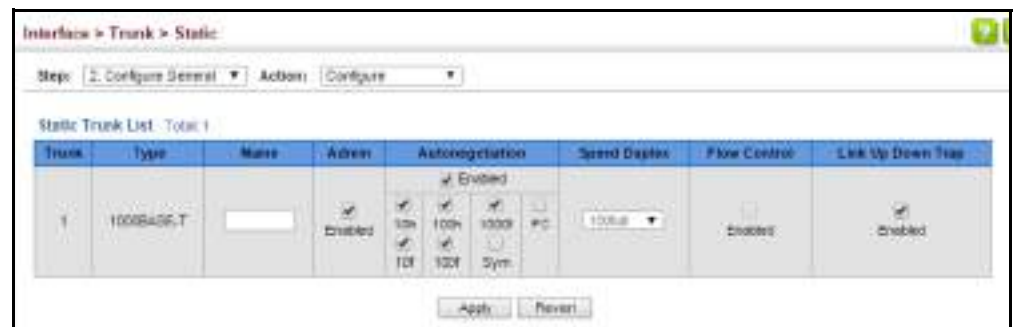 Interface > Trunk > Static
Step: 2. Configure General Action: Configure
Static Trunk List Total: 1
Trunk Type Name Admin Autonegotiation Speed Duplex Flow Control Link Up Down Trap
Enabled
1 1000BASE-T Enabled 10h 100h 1000f FC 100full Enabled Enabled
10f 100f Sym
Apply Revert